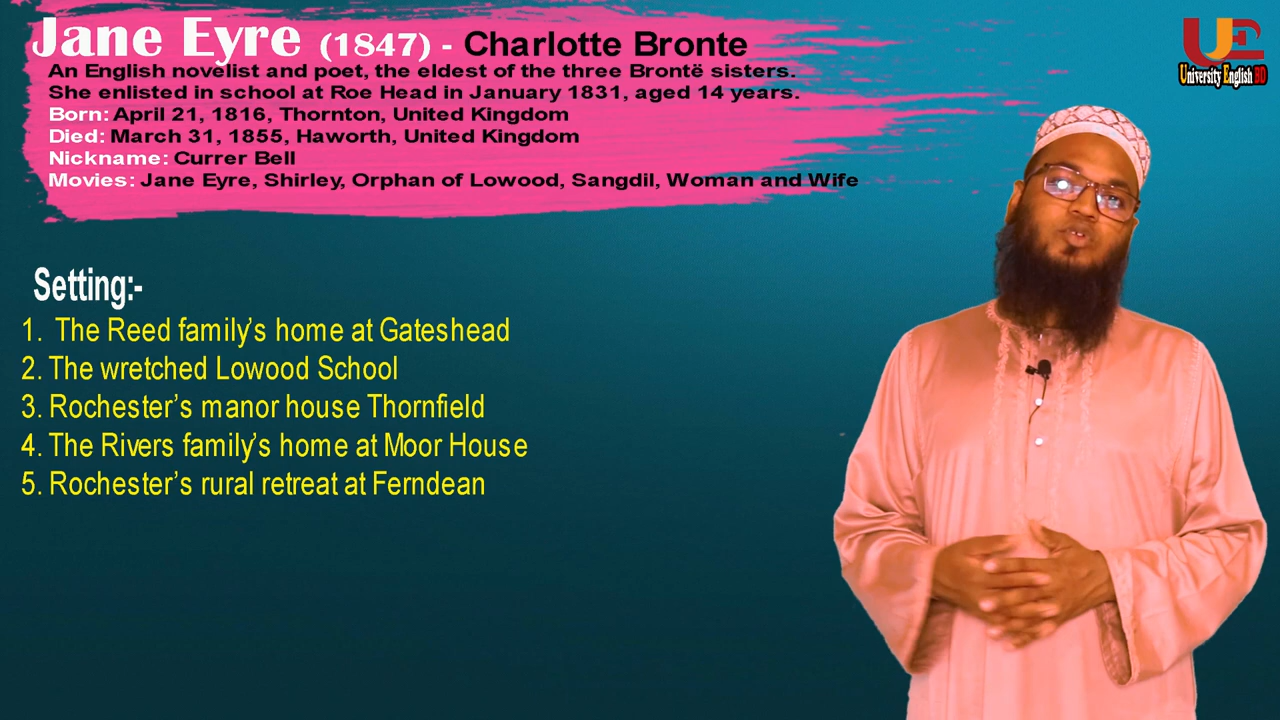 Jane Eyre (1847) - Charlotte Bronte
An English novelist and poet, the eldest of the three Brontë sisters.
She enlisted in school at Roe Head in January 1831, aged 14 years.
Born: April 21, 1816, Thornton, United Kingdom
Died: March 31, 1855, Haworth, United Kingdom
Nickname: Currer Bell
Movies: Jane Eyre, Shirley, Orphan of Lowood, Sangdil, Woman and Wife
UE
University English BD
Setting:-
1. The Reed family's home at Gateshead
2. The wretched Lowood School
3. Rochester's manor house Thornfield
4. The Rivers family's home at Moor House
5. Rochester's rural retreat at Ferndean